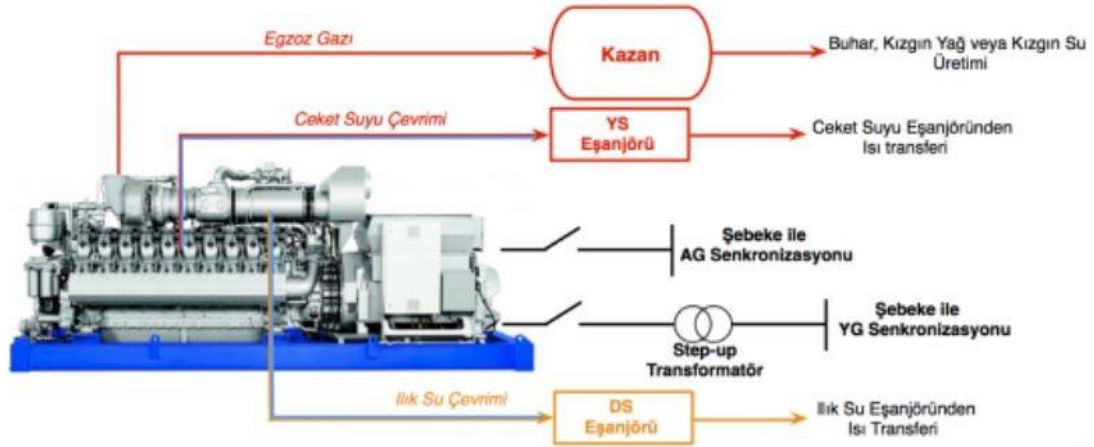 Egzoz Gazı
Kazan
Buhar, Kızgın Yağ veya Kızgın Su
Üretimi
Ceket Suyu Çevrimi
YS
Eşanjörü
Ceket Suyu Eşanjöründen
Isı transferi
Şebeke ile
AG Senkronizasyonu
Şebeke ile
YG Senkronizasyonu
Step-up
Transformatör
Ilık Su Çevrimi
DS
Eşanjörü
Ilık Su Eşanjöründen
Isı Transferi